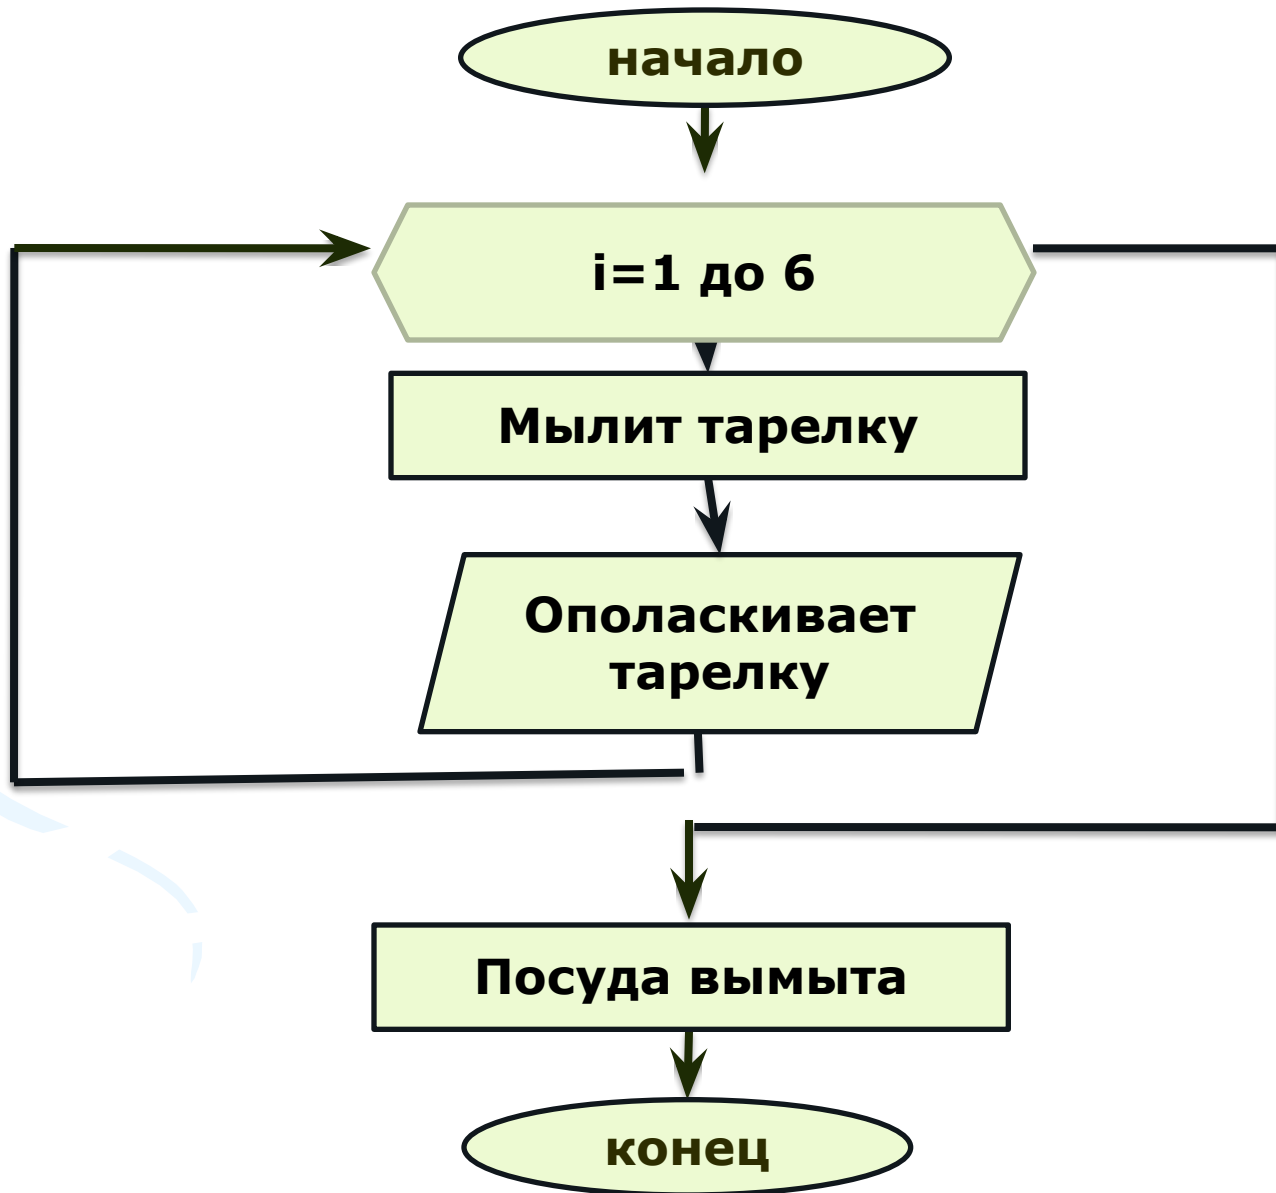 начало
i=1 до 6
Мылит тарелку
Ополаскивает
тарелку
Посуда вымыта
конец